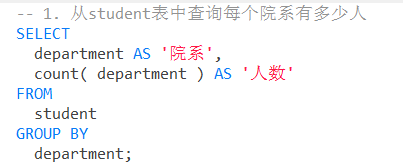 -- 1. 从student表中查询每个院系有多少人
SELECT
  department AS '院系',
  count( department ) AS '人数'
FROM
  student
GROUP BY
  department;